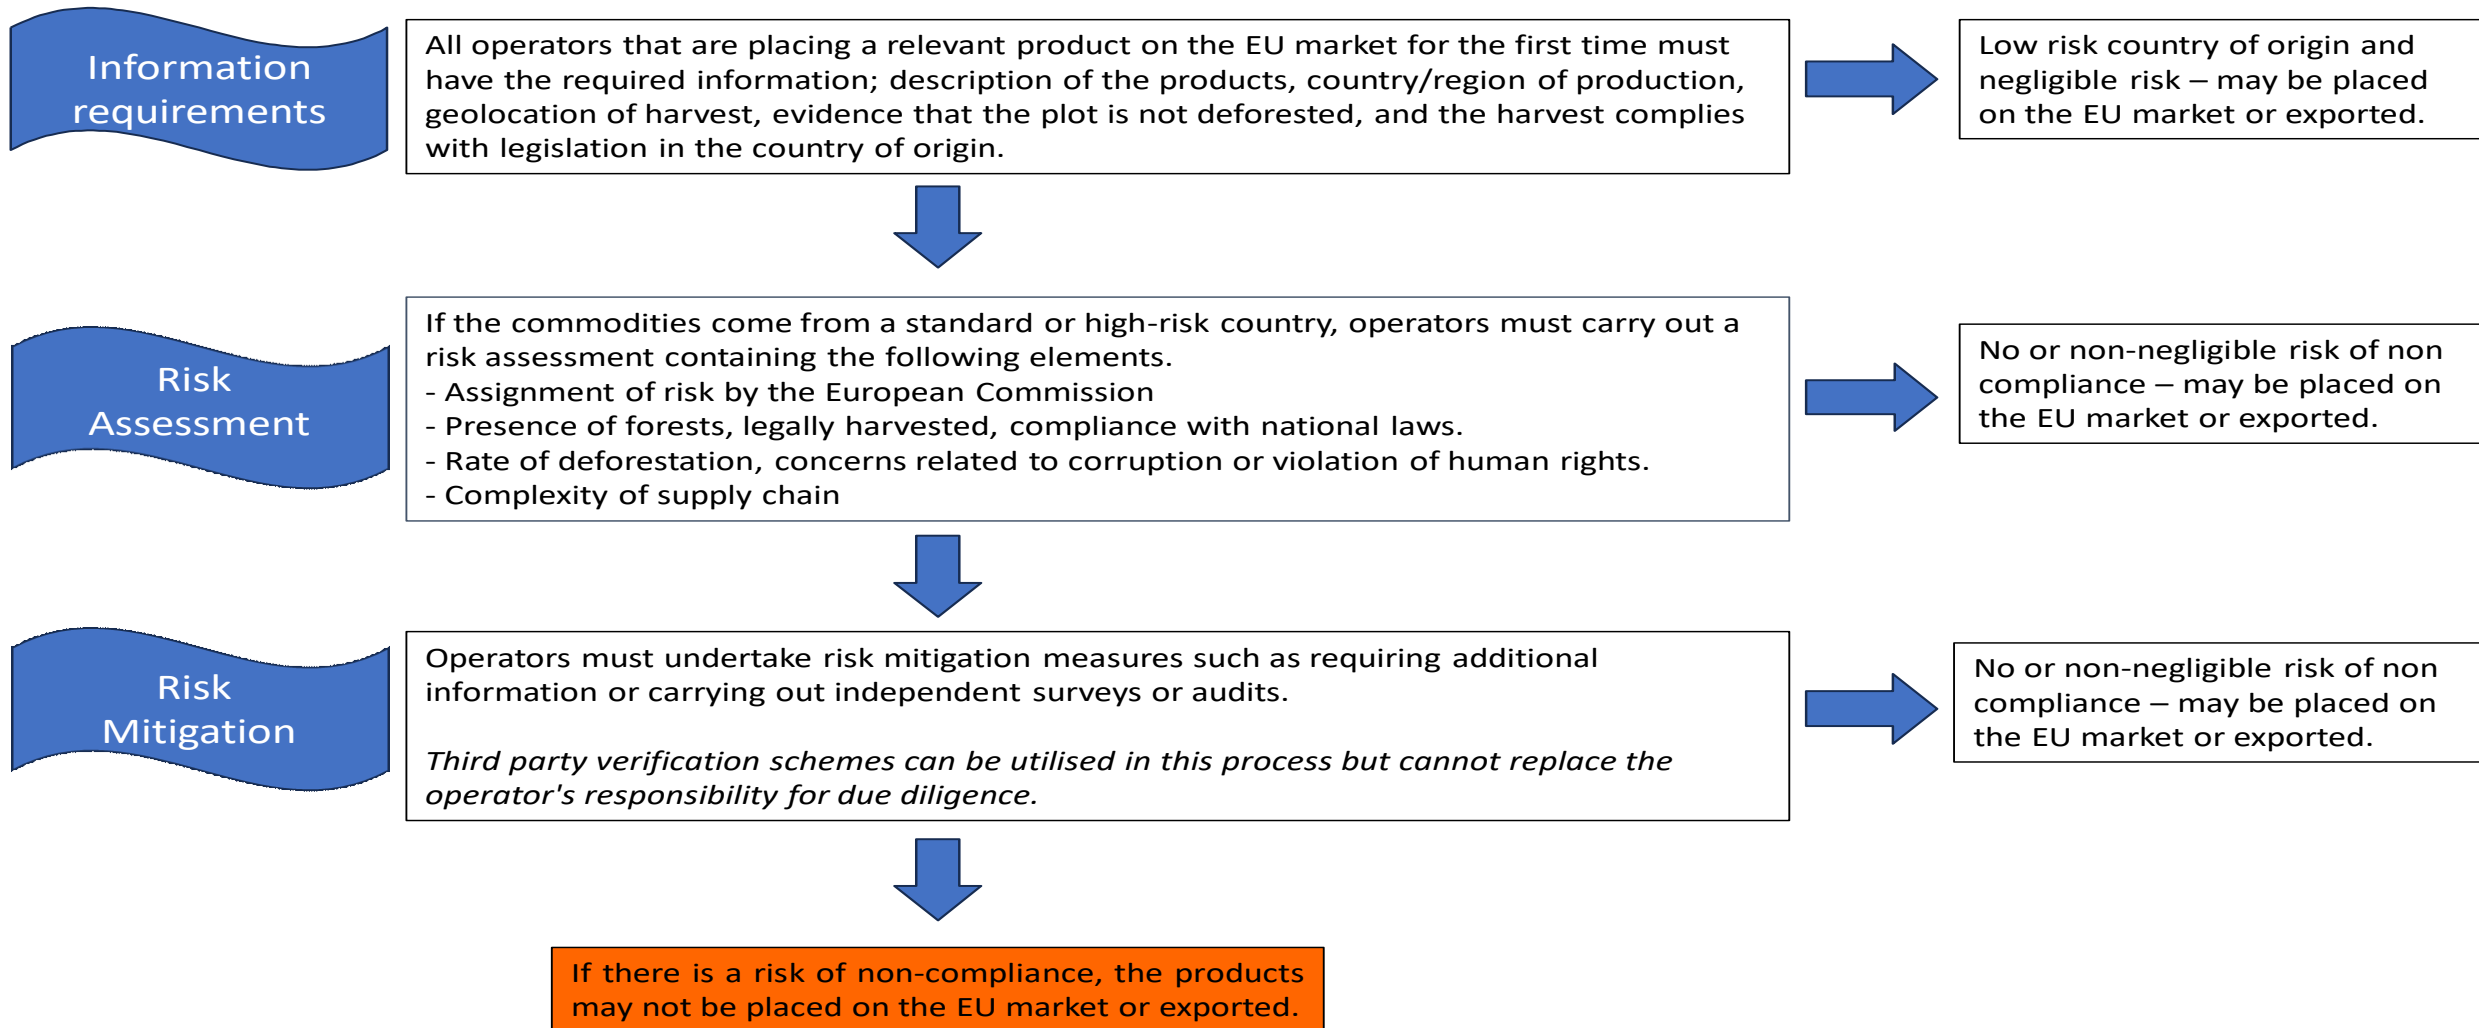 Information
requirements
All operators that are placing a relevant product on the EU market for the first time must
have the required information; description of the products, country/region of production,
geolocation of harvest, evidence that the plot is not deforested, and the harvest complies
with legislation in the country of origin.
Low risk country of origin and
negligible risk – may be placed
on the EU market or exported.
Risk
Assessment
If the commodities come from a standard or high-risk country, operators must carry out a
risk assessment containing the following elements.
- Assignment of risk by the European Commission
- Presence of forests, legally harvested, compliance with national laws.
- Rate of deforestation, concerns related to corruption or violation of human rights.
- Complexity of supply chain
No or non-negligible risk of non
compliance – may be placed on
the EU market or exported.
Risk
Mitigation
Operators must undertake risk mitigation measures such as requiring additional
information or carrying out independent surveys or audits.
Third party verification schemes can be utilised in this process but cannot replace the
operator's responsibility for due diligence.
No or non-negligible risk of non
compliance – may be placed on
the EU market or exported.
If there is a risk of non-compliance, the products
may not be placed on the EU market or exported.